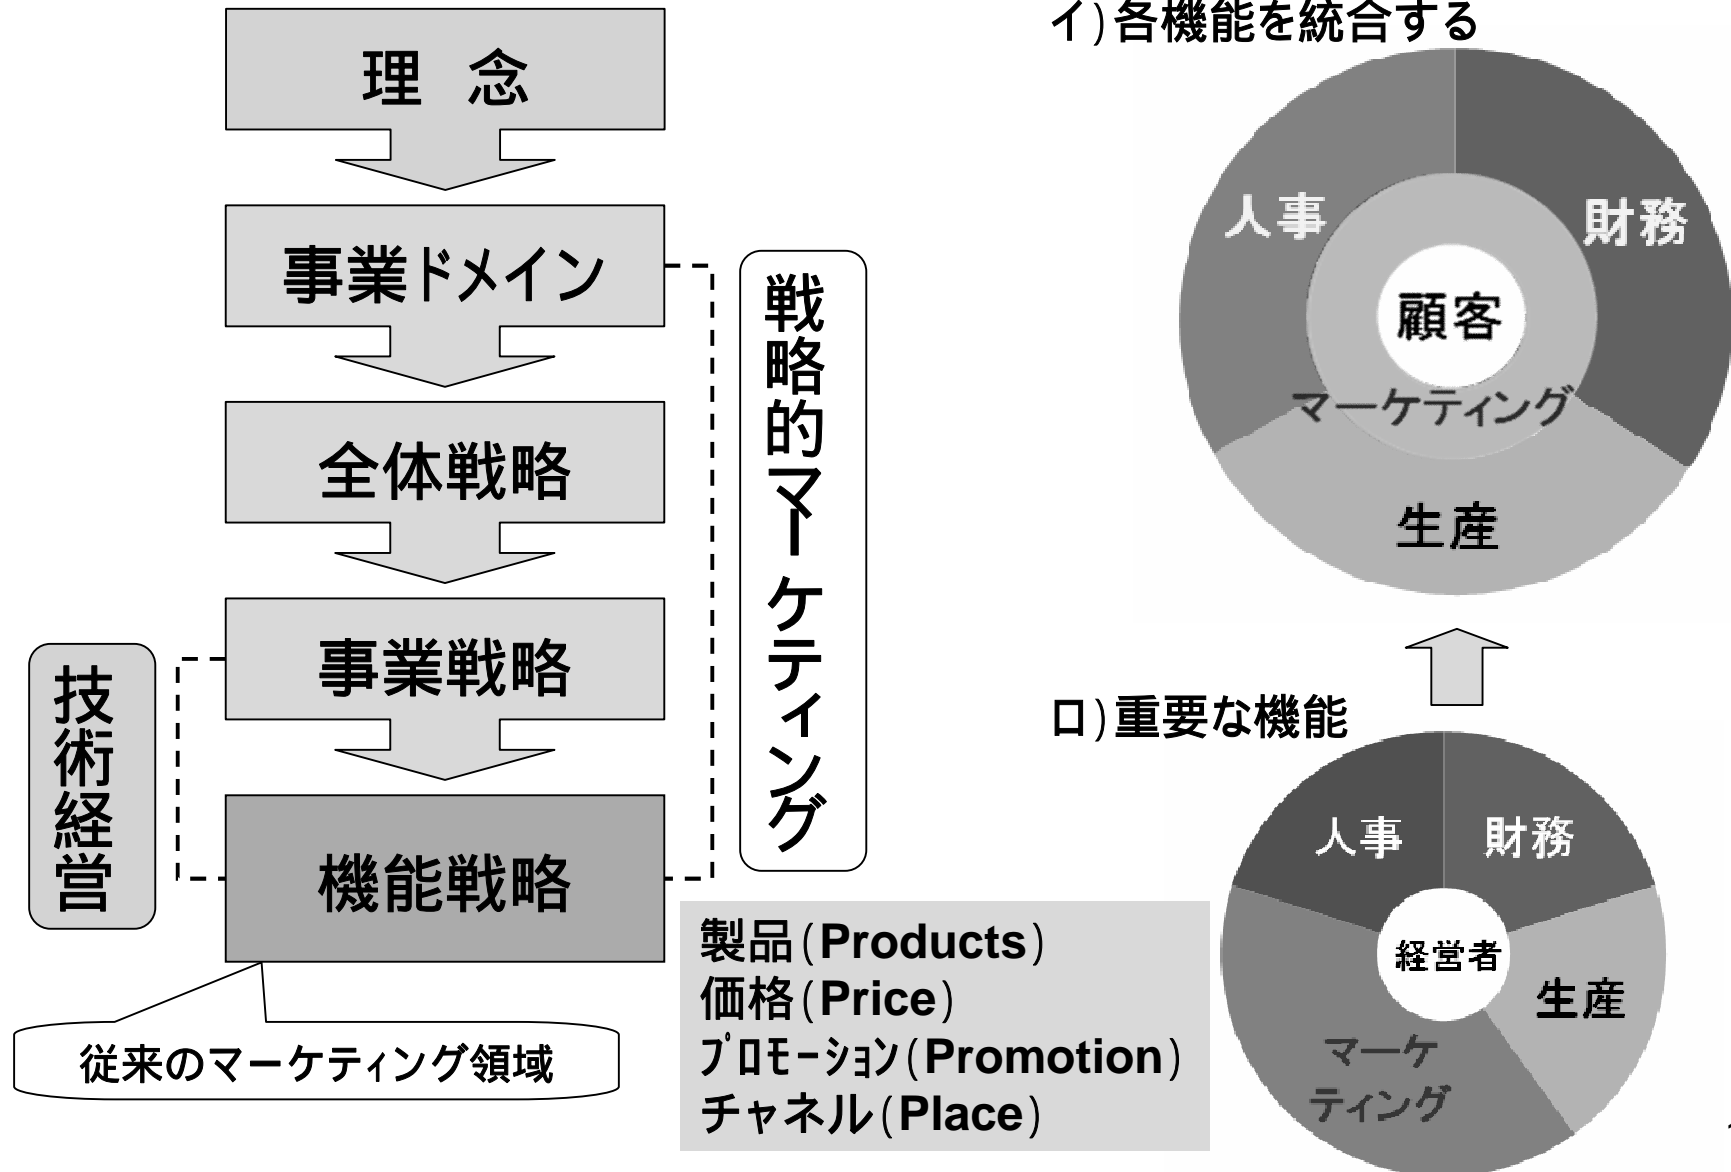 理 念
事業ドメイン
全体戦略
事業戦略
機能戦略
技術経営
戦略的マーケティング
従来のマーケティング領域
製品(Products)
価格(Price)
ﾌﾟﾛﾓｰｼｮﾝ(Promotion)
チャネル(Place)
イ)各機能を統合する
人事
財務
顧客
マーケティング
生産
ロ)重要な機能
人事
財務
経営者
生産
マーケ
ティング